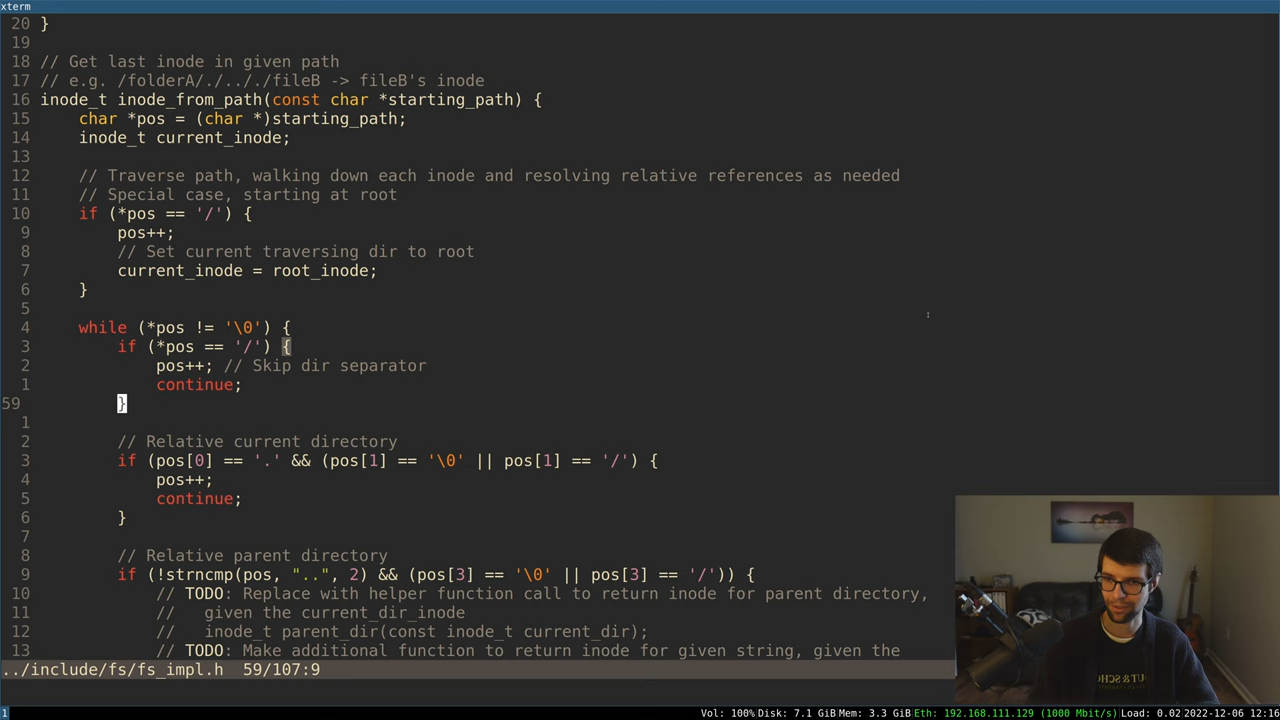 xterm
20 }
19
18 // Get last inode in given path
17 // e.g. /folderA/./.././fileB -> fileB's inode
16 inode_t inode_from_path(const char *starting_path) {
15     char *pos = (char *)starting_path;
14     inode_t current_inode;
13
12     // Traverse path, walking down each inode and resolving relative references as needed
11     // Special case, starting at root
10     if (*pos == '/') {
9         pos++;
8         // Set current traversing dir to root
7         current_inode = root_inode;
6     }
5
4     while (*pos != '\0') {
3         if (*pos == '/') {
2             pos++; // Skip dir separator
1             continue;
59         }
1
2         // Relative current directory
3         if (pos[0] == '.' && (pos[1] == '\0' || pos[1] == '/') {
4             pos++;
5             continue;
6         }
7
8         // Relative parent directory
9         if (!strncmp(pos, "..", 2) && (pos[3] == '\0' || pos[3] == '/')) {
10             // TODO: Replace with helper function call to return inode for parent directory,
11             //   given the current_dir_inode
12             //   inode_t parent_dir(const inode_t current_dir);
13             // TODO: Make additional function to return inode for given string, given the
../include/fs/fs_impl.h  59/107:9
1 Vol: 100% Disk: 7.1 GiB Mem: 3.3 GiB Eth: 192.168.111.129 (1000 Mbit/s) Load: 0.02 2022-12-06 12:16